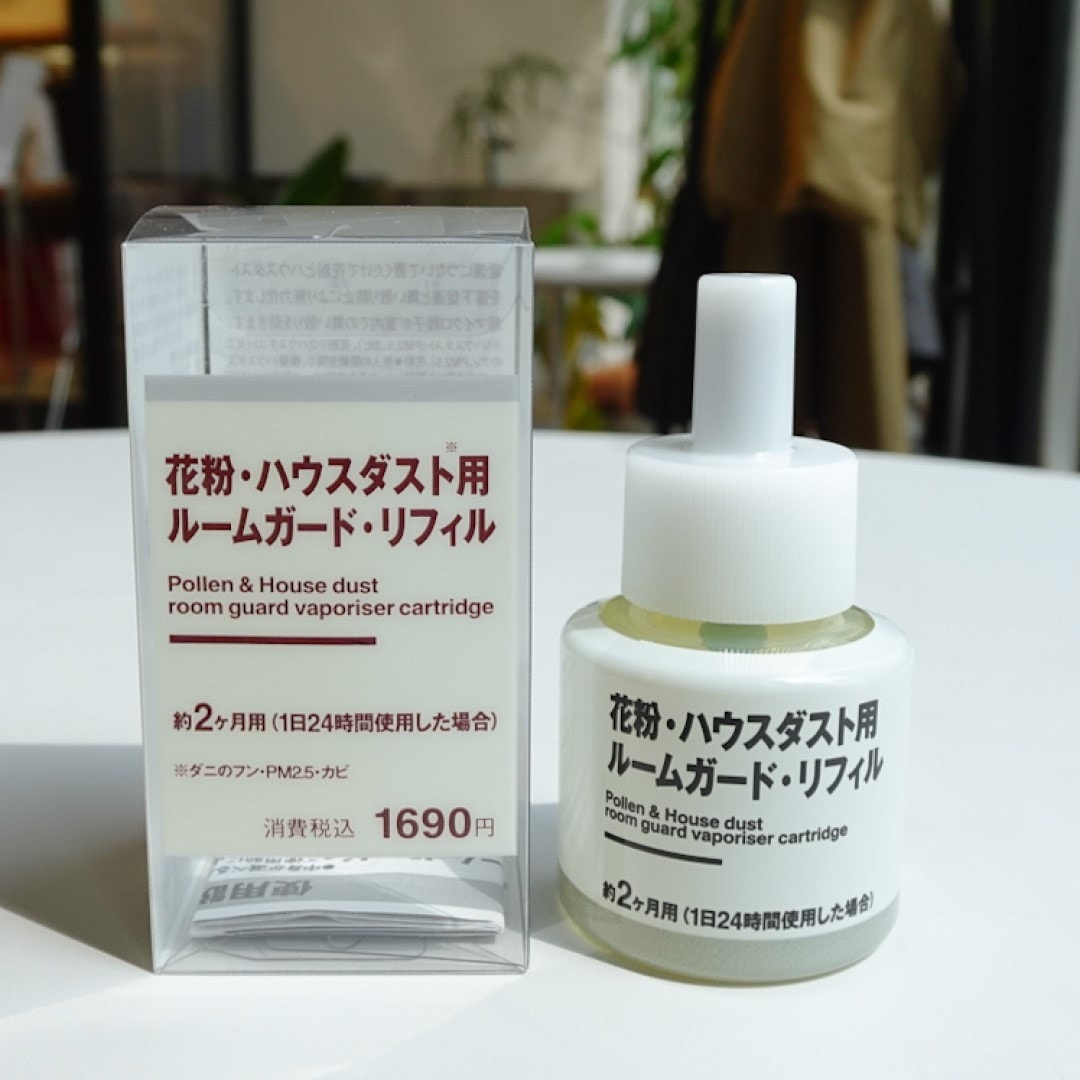 ※
花粉・ハウスダスト用
ルームガード・リフィル
Pollen & House dust
room guard vaporiser cartridge
約2ヶ月用（1日24時間使用した場合）
※ダニのフン・PM2.5・カビ
消費税込 1690円
花粉・ハウスダスト用
ルームガード・リフィル
Pollen & House dust
room guard vaporiser cartridge
約2ヶ月用（1日24時間使用した場合）